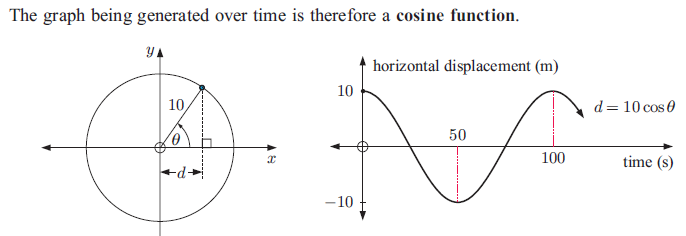 The graph being generated over time is therefore a cosine function.
y
10
θ
d
x
horizontal displacement (m)
10
50
100
−10
d = 10 cos θ
time (s)